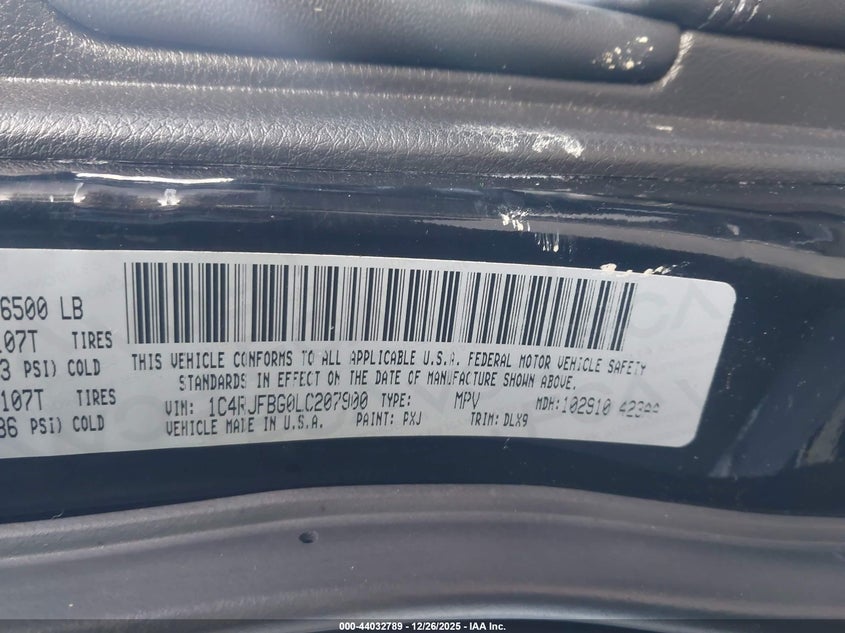 6500 LB
107T TIRES
3 PSI) COLD
107T TIRES
36 PSI) COLD
THIS VEHICLE CONFORMS TO ALL APPLICABLE U.S.A. FEDERAL MOTOR VEHICLE SAFETY
STANDARDS IN EFFECT ON THE DATE OF MANUFACTURE SHOWN ABOVE.
VIN: 1C4RJFBG0LC207900 TYPE: MPV MDH: 102910 423AA
VEHICLE MADE IN U.S.A. PAINT: PXJ TRIM: DLX9
000-44032789 - 12/26/2025 - IAA Inc.